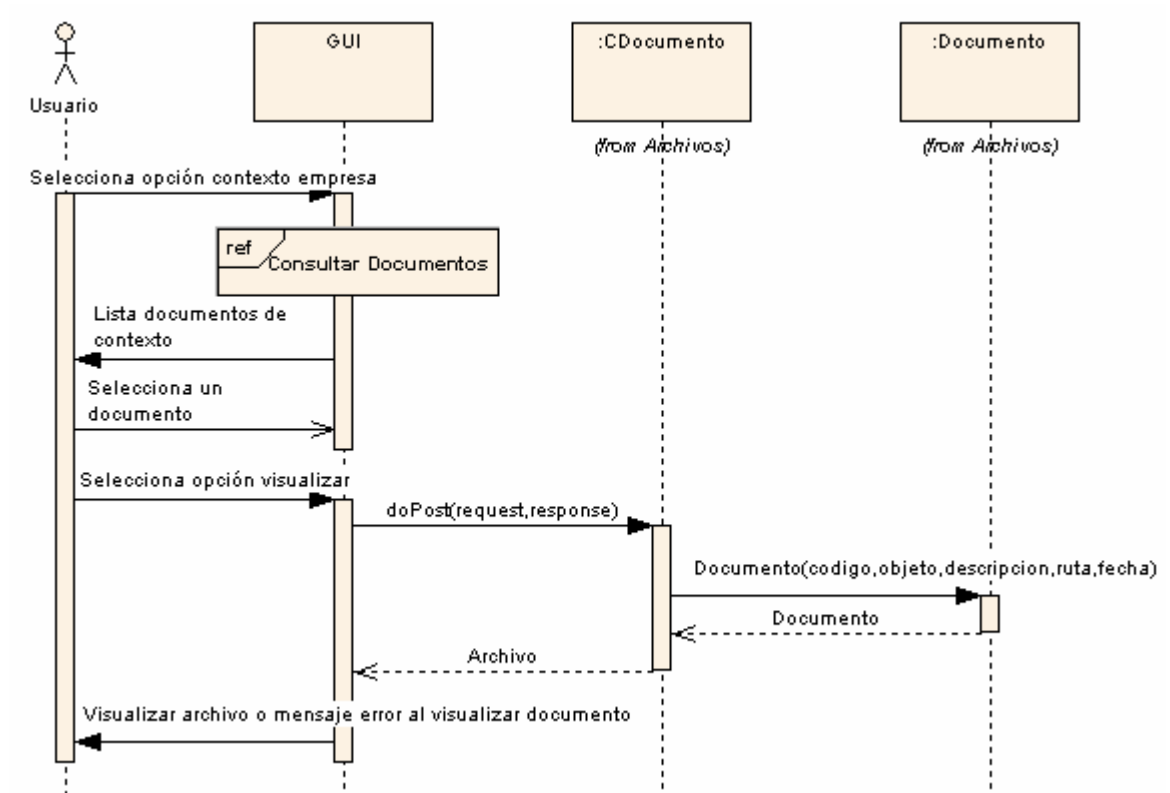 GUI
:CDocumento
:Documento
Usuario
(from Archivos)
(from Archivos)
Selecciona opción contexto empresa
ref
Consultar Documentos
Lista documentos de
contexto
Selecciona un
documento
Selecciona opción visualizar
doPost(request,response)
Documento(codigo,objeto,descripcion,ruta,fecha)
Documento
Archivo
Visualizar archivo o mensaje error al visualizar documento